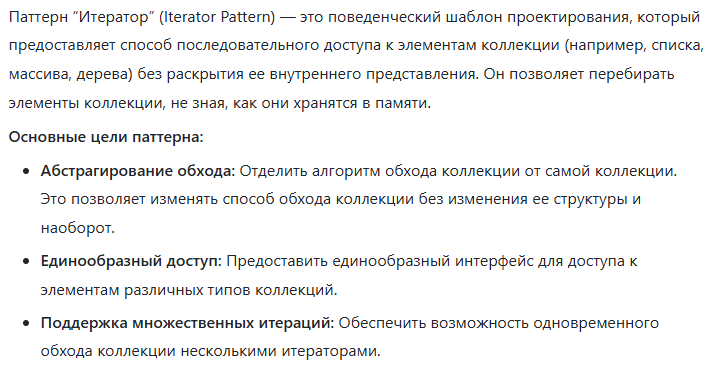 Паттерн “Итератор” (Iterator Pattern) — это поведенческий шаблон проектирования, который
предоставляет способ последовательного доступа к элементам коллекции (например, списка,
массива, дерева) без раскрытия ее внутреннего представления. Он позволяет перебирать
элементы коллекции, не зная, как они хранятся в памяти.
Основные цели паттерна:
• Абстрагирование обхода: Отделить алгоритм обхода коллекции от самой коллекции.
Это позволяет изменять способ обхода коллекции без изменения ее структуры и
наоборот.
• Единообразный доступ: Предоставить единообразный интерфейс для доступа к
элементам различных типов коллекций.
• Поддержка множественных итераций: Обеспечить возможность одновременного
обхода коллекции несколькими итераторами.